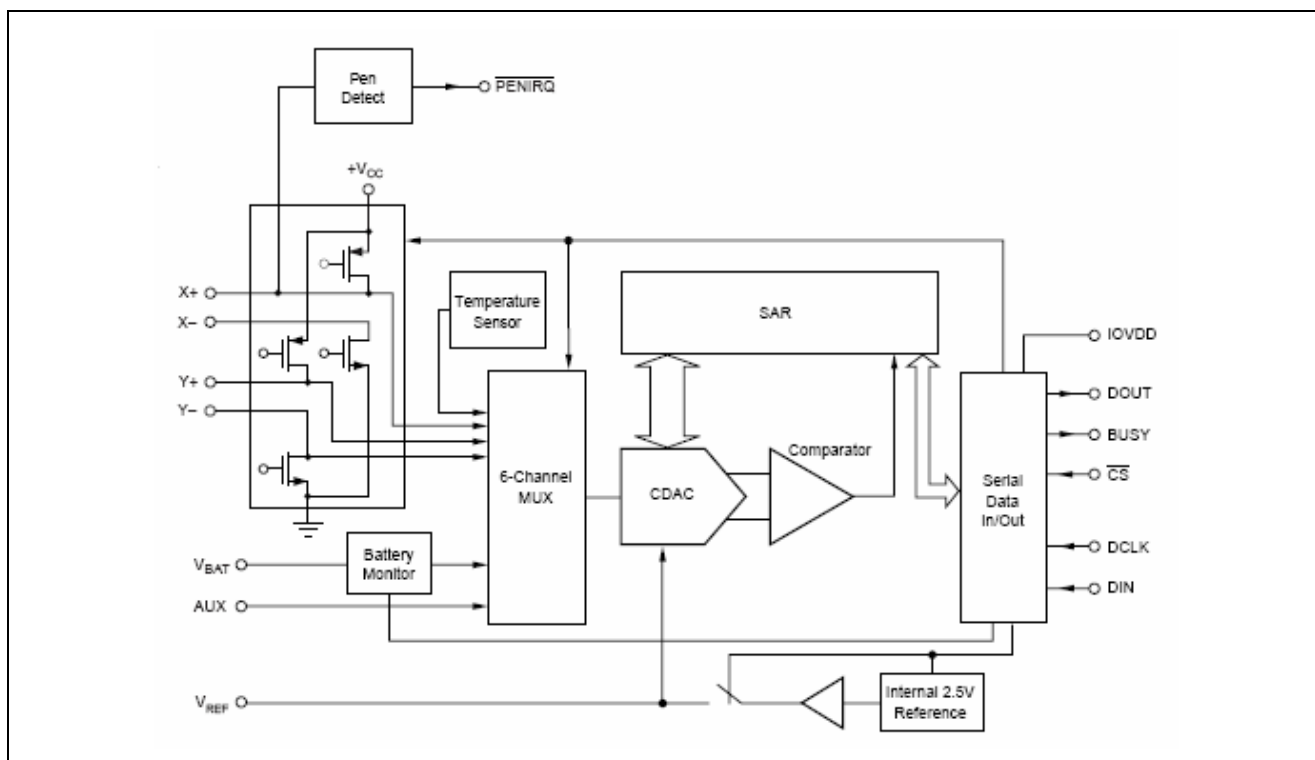 Pen
Detect
PENIRQ
+VCC
X+
X–
Y+
Y–
Temperature
Sensor
SAR
6-Channel
MUX
CDAC
Comparator
Serial
Data
In/Out
IOVDD
DOUT
BUSY
CS
DCLK
DIN
VBAT
Battery
Monitor
AUX
VREF
Internal 2.5V
Reference